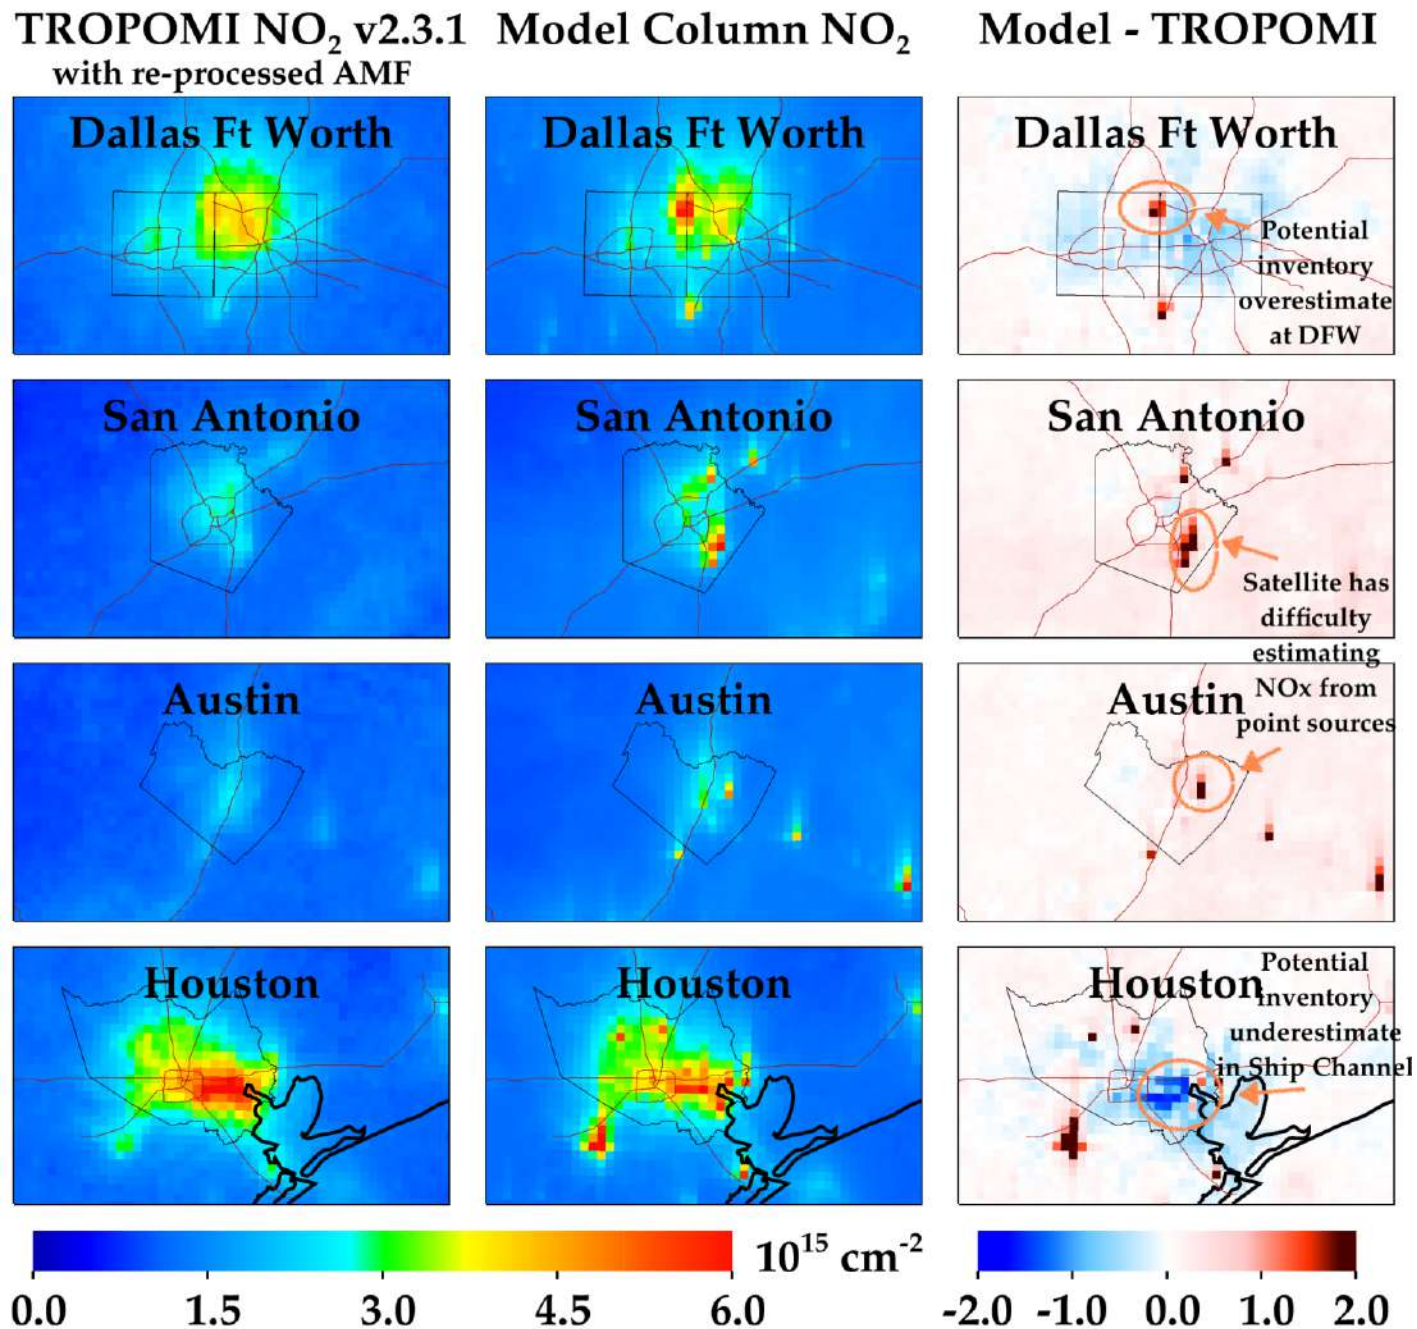 TROPOMI NO₂ v2.3.1
with re-processed AMF
Model Column NO₂
Model - TROPOMI
Dallas Ft Worth
Dallas Ft Worth
Dallas Ft Worth
Potential
inventory
overestimate
at DFW
San Antonio
San Antonio
San Antonio
Satellite has
difficulty
estimating
NOx from
point sources
Austin
Austin
Austin
Houston
Houston
Houston
Potential
inventory
underestimate
in Ship Channel
10¹⁵ cm⁻²
0.0 1.5 3.0 4.5 6.0
-2.0 -1.0 0.0 1.0 2.0